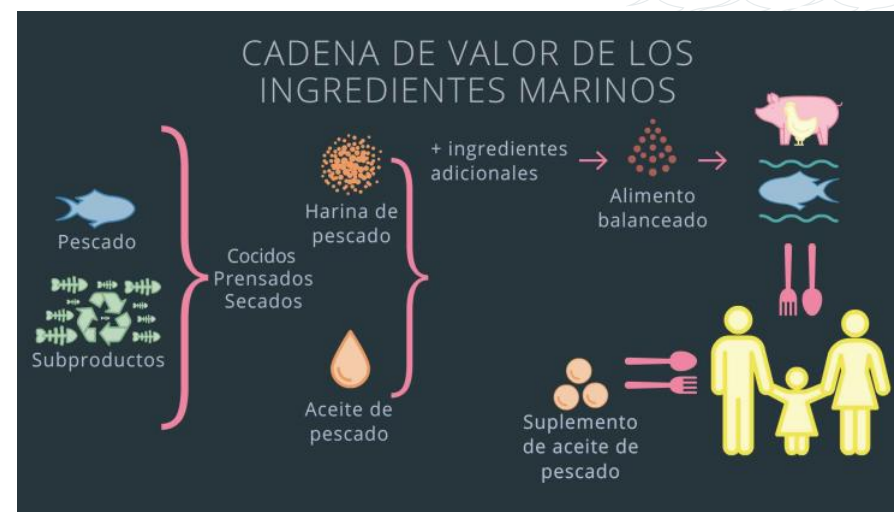 CADENA DE VALOR DE LOS
INGREDIENTES MARINOS
Pescado
Subproductos
Cocidos
Prensados
Secados
Harina de
pescado
Aceite de
pescado
+ ingredientes
adicionales
Alimento
balanceado
Suplemento
de aceite de
pescado